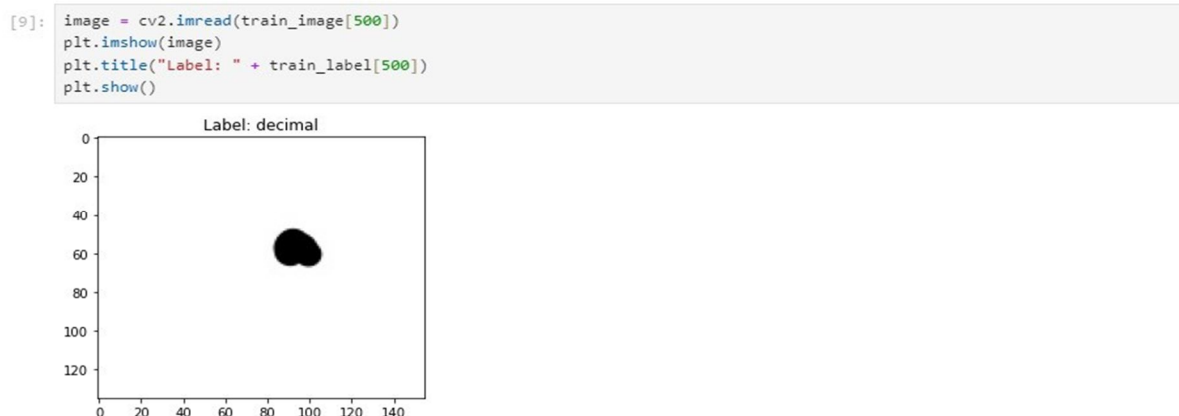 [9]: image = cv2.imread(train_image[500])
plt.imshow(image)
plt.title("Label: " + train_label[500])
plt.show()
Label: decimal
0
20
40
60
80
100
120
0 20 40 60 80 100 120 140